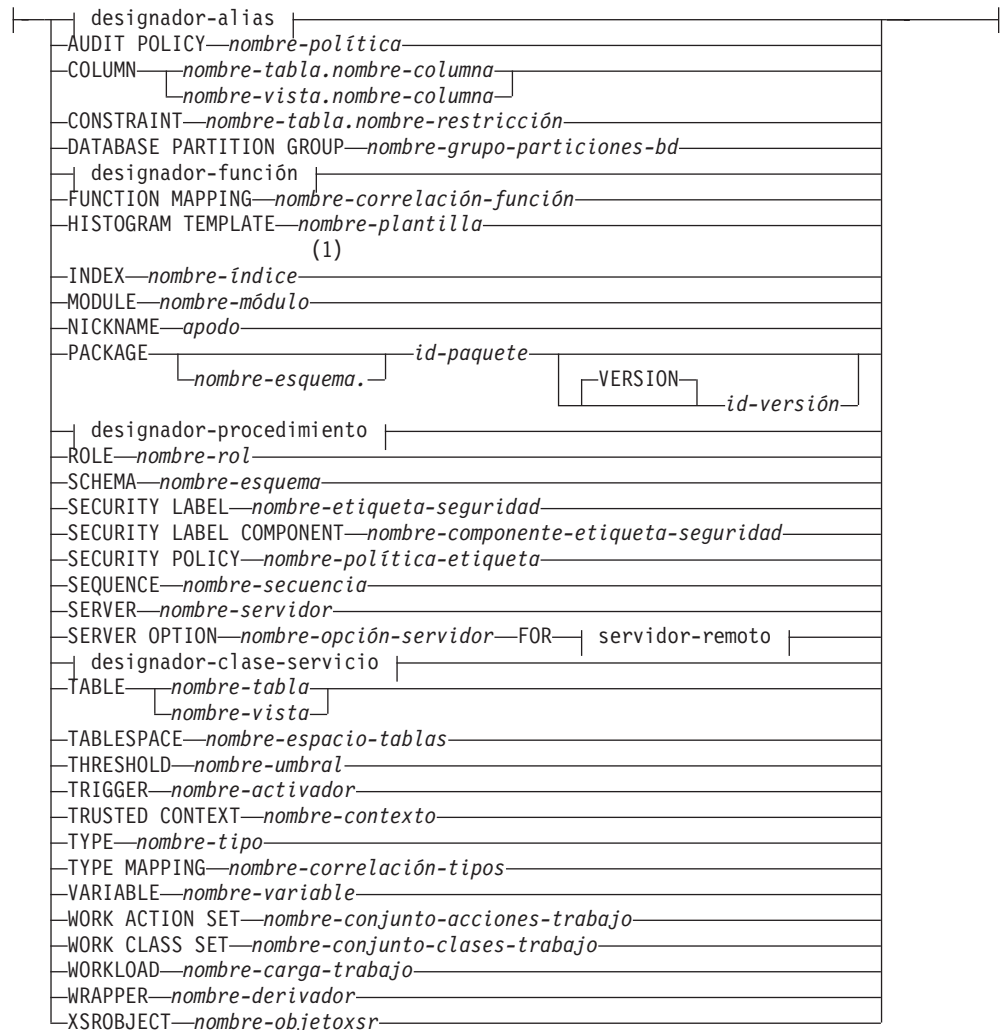 designador-alias
AUDIT POLICY nombre-política
COLUMN nombre-tabla.nombre-columna
nombre-vista.nombre-columna
CONSTRAINT nombre-tabla.nombre-restricción
DATABASE PARTITION GROUP nombre-grupo-particiones-bd
designador-función
FUNCTION MAPPING nombre-correlación-función
HISTOGRAM TEMPLATE nombre-plantilla
(1)
INDEX nombre-índice
MODULE nombre-módulo
NICKNAME apodo
PACKAGE id-paquete
nombre-esquema. VERSION
id-versión
designador-procedimiento
ROLE nombre-rol
SCHEMA nombre-esquema
SECURITY LABEL nombre-etiqueta-seguridad
SECURITY LABEL COMPONENT nombre-componente-etiqueta-seguridad
SECURITY POLICY nombre-política-etiqueta
SEQUENCE nombre-secuencia
SERVER nombre-servidor
SERVER OPTION nombre-opción-servidor FOR servidor-remoto
designador-clase-servicio
TABLE nombre-tabla
nombre-vista
TABLESPACE nombre-espacio-tablas
THRESHOLD nombre-umbral
TRIGGER nombre-activador
TRUSTED CONTEXT nombre-contexto
TYPE nombre-tipo
TYPE MAPPING nombre-correlación-tipos
VARIABLE nombre-variable
WORK ACTION SET nombre-conjunto-acciones-trabajo
WORK CLASS SET nombre-conjunto-clases-trabajo
WORKLOAD nombre-carga-trabajo
WRAPPER nombre-derivador
XSROBJECT nombre-objetoxsr